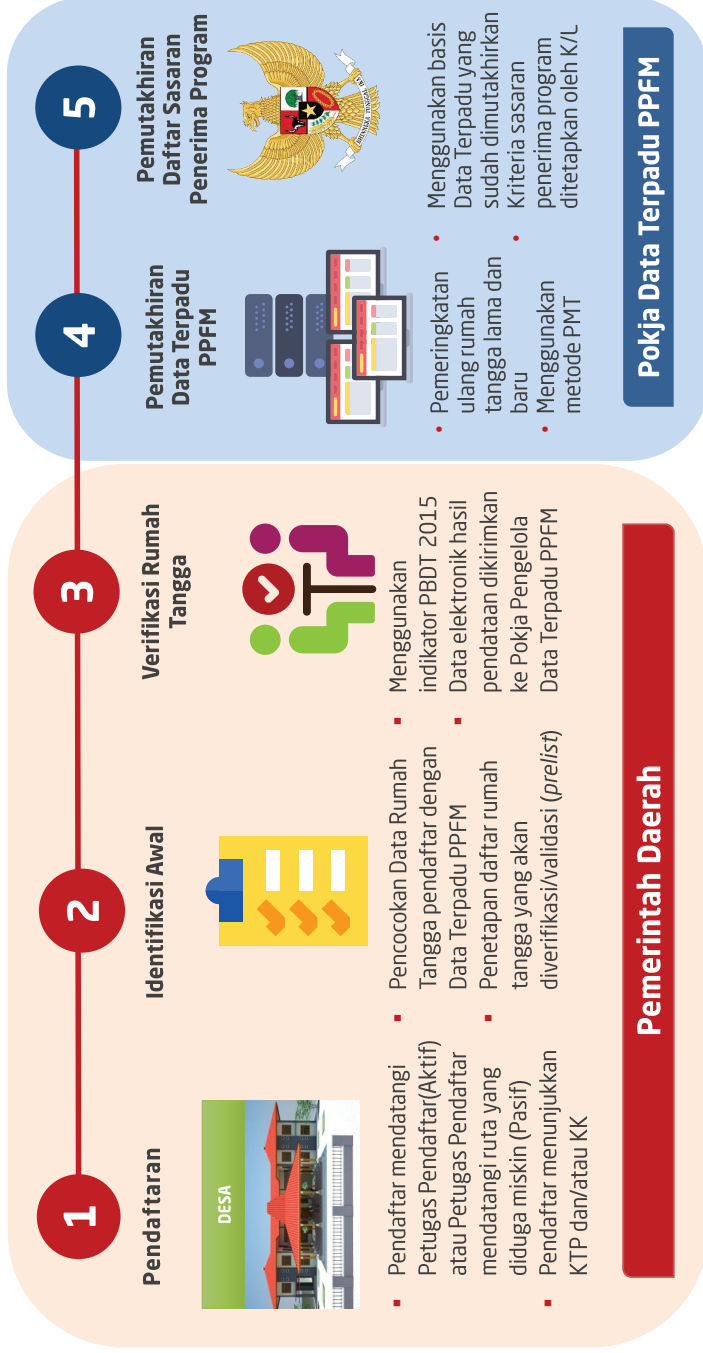 1
Pendaftaran
DESA
Pendaftar mendatangi
Petugas Pendaftar(Aktif)
atau Petugas Pendaftar
mendatangi ruta yang
diduga miskin (Pasif)
Pendaftar menunjukkan
KTP dan/atau KK
2
Identifikasi Awal
Pencocokan Data Rumah
Tangga pendaftar dengan
Data Terpadu PPFM
Penetapan daftar rumah
tangga yang akan
diverifikasi/validasi (prelist)
3
Verifikasi Rumah
Tangga
Menggunakan
indikator PBDT 2015
Data elektronik hasil
pendataan dikirimkan
ke Pokja Pengelola
Data Terpadu PPFM
Pemerintah Daerah
4
Pemutakhiran
Data Terpadu
PPFM
Pemeringkatan
ulang rumah
tangga lama dan
baru
Menggunakan
metode PMT
5
Pemutakhiran
Daftar Sasaran
Penerima Program
BHINNEKA TUNGGAL IKA
Menggunakan basis
Data Terpadu yang
sudah dimutakhirkan
Kriteria sasaran
penerima program
ditetapkan oleh K/L
Pokja Data Terpadu PPFM